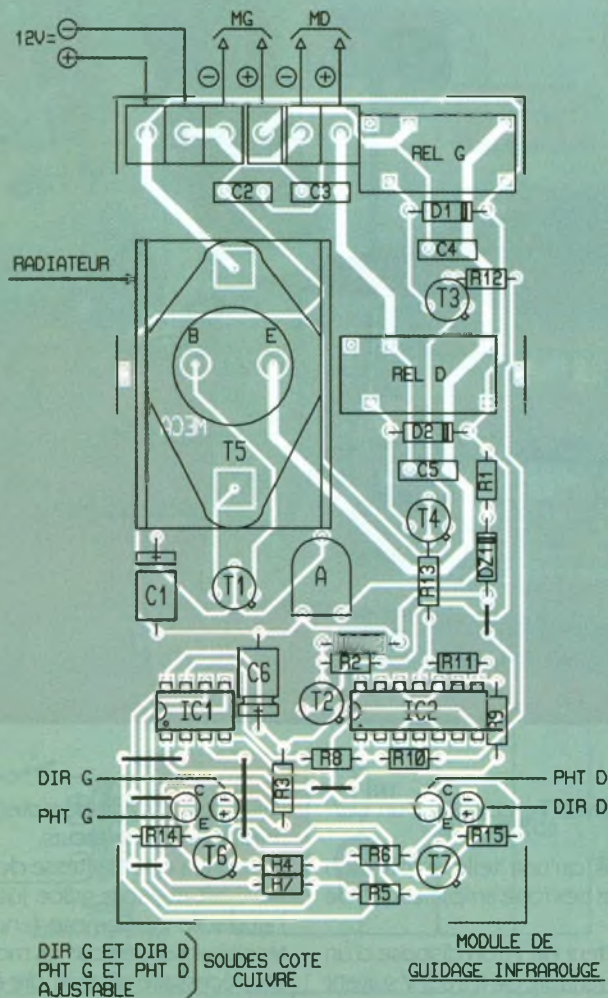 MG MD
12V= ⊖
⊕
⊖ ⊕ ⊖ ⊕
REL G
C2 C3
D1
C4
RADIATEUR
R12
T3
B E
REL D
MECA
D2
T5
C5
R1
T4
DZ1
C1
T1
A
R13
R2
R11
C6
T2
IC1
IC2
R9
R8
R10
R3
DIR G
PHT D
C
C
PHT G
DIR D
E
E
R14
R15
T6
R4
R6
T7
R7
R5
DIR G ET DIR D
PHT G ET PHT D
AJUSTABLE
SOUDES COTE
CUIVRE
MODULE DE
GUIDAGE INFRAROUGE